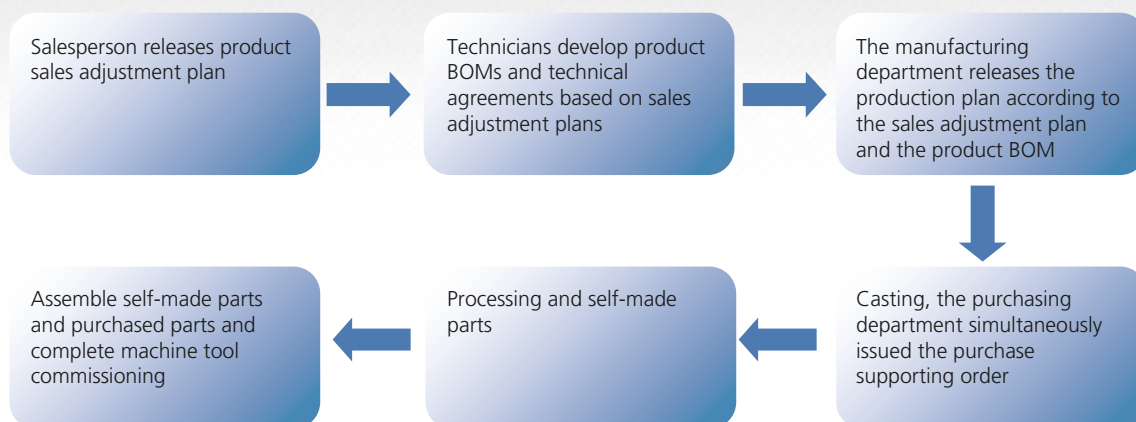 Salesperson releases product
sales adjustment plan
Technicians develop product
BOMs and technical
agreements based on sales
adjustment plans
The manufacturing
department releases the
production plan according to
the sales adjustment plan
and the product BOM
Casting, the purchasing
department simultaneously
issued the purchase
supporting order
Processing and self-made
parts
Assemble self-made parts
and purchased parts and
complete machine tool
commissioning